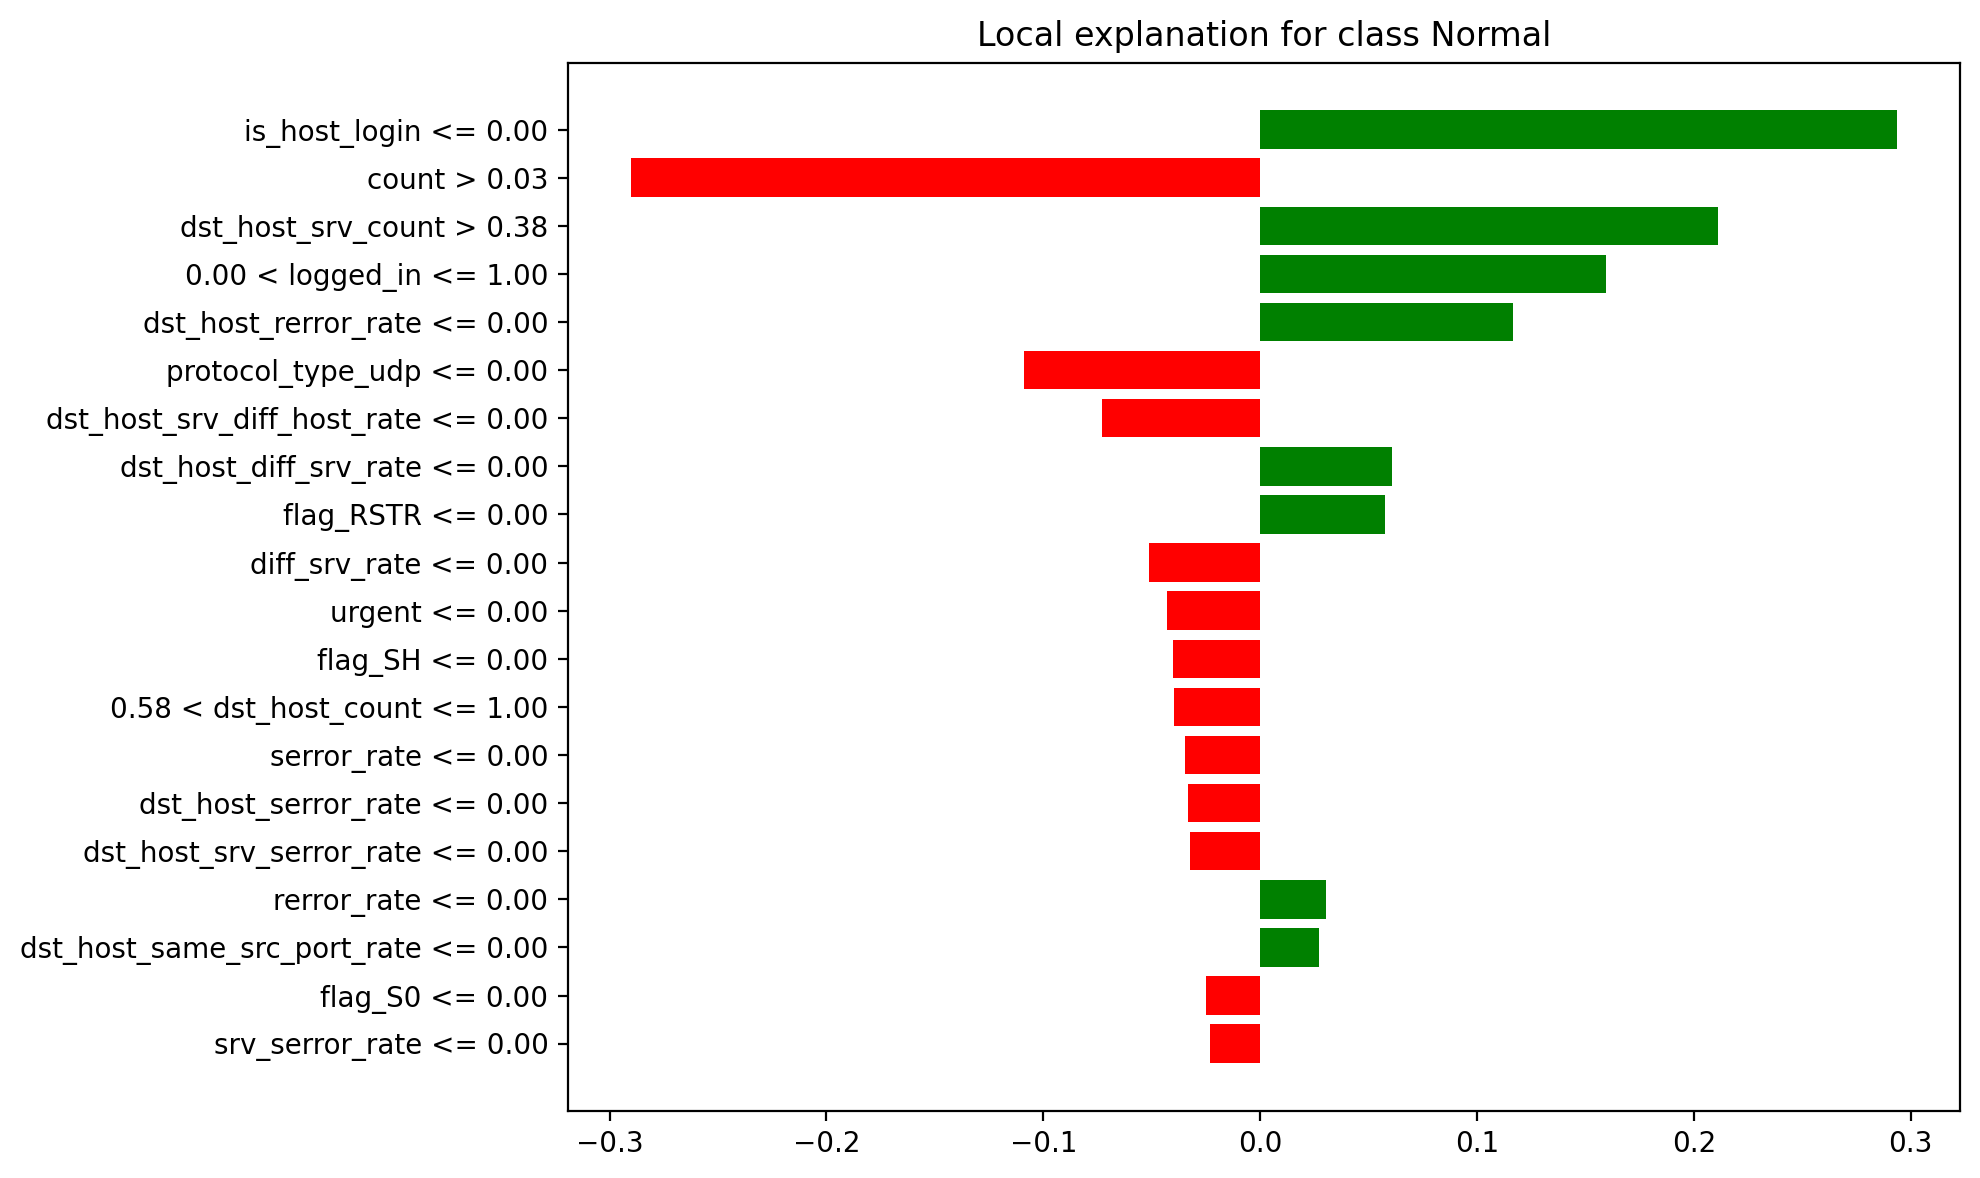 Local explanation for class Normal
is_host_login <= 0.00
count > 0.03
dst_host_srv_count > 0.38
0.00 < logged_in <= 1.00
dst_host_rerror_rate <= 0.00
protocol_type_udp <= 0.00
dst_host_srv_diff_host_rate <= 0.00
dst_host_diff_srv_rate <= 0.00
flag_RSTR <= 0.00
diff_srv_rate <= 0.00
urgent <= 0.00
flag_SH <= 0.00
0.58 < dst_host_count <= 1.00
serror_rate <= 0.00
dst_host_serror_rate <= 0.00
dst_host_srv_serror_rate <= 0.00
rerror_rate <= 0.00
dst_host_same_src_port_rate <= 0.00
flag_S0 <= 0.00
srv_serror_rate <= 0.00
−0.3 −0.2 −0.1 0.0 0.1 0.2 0.3